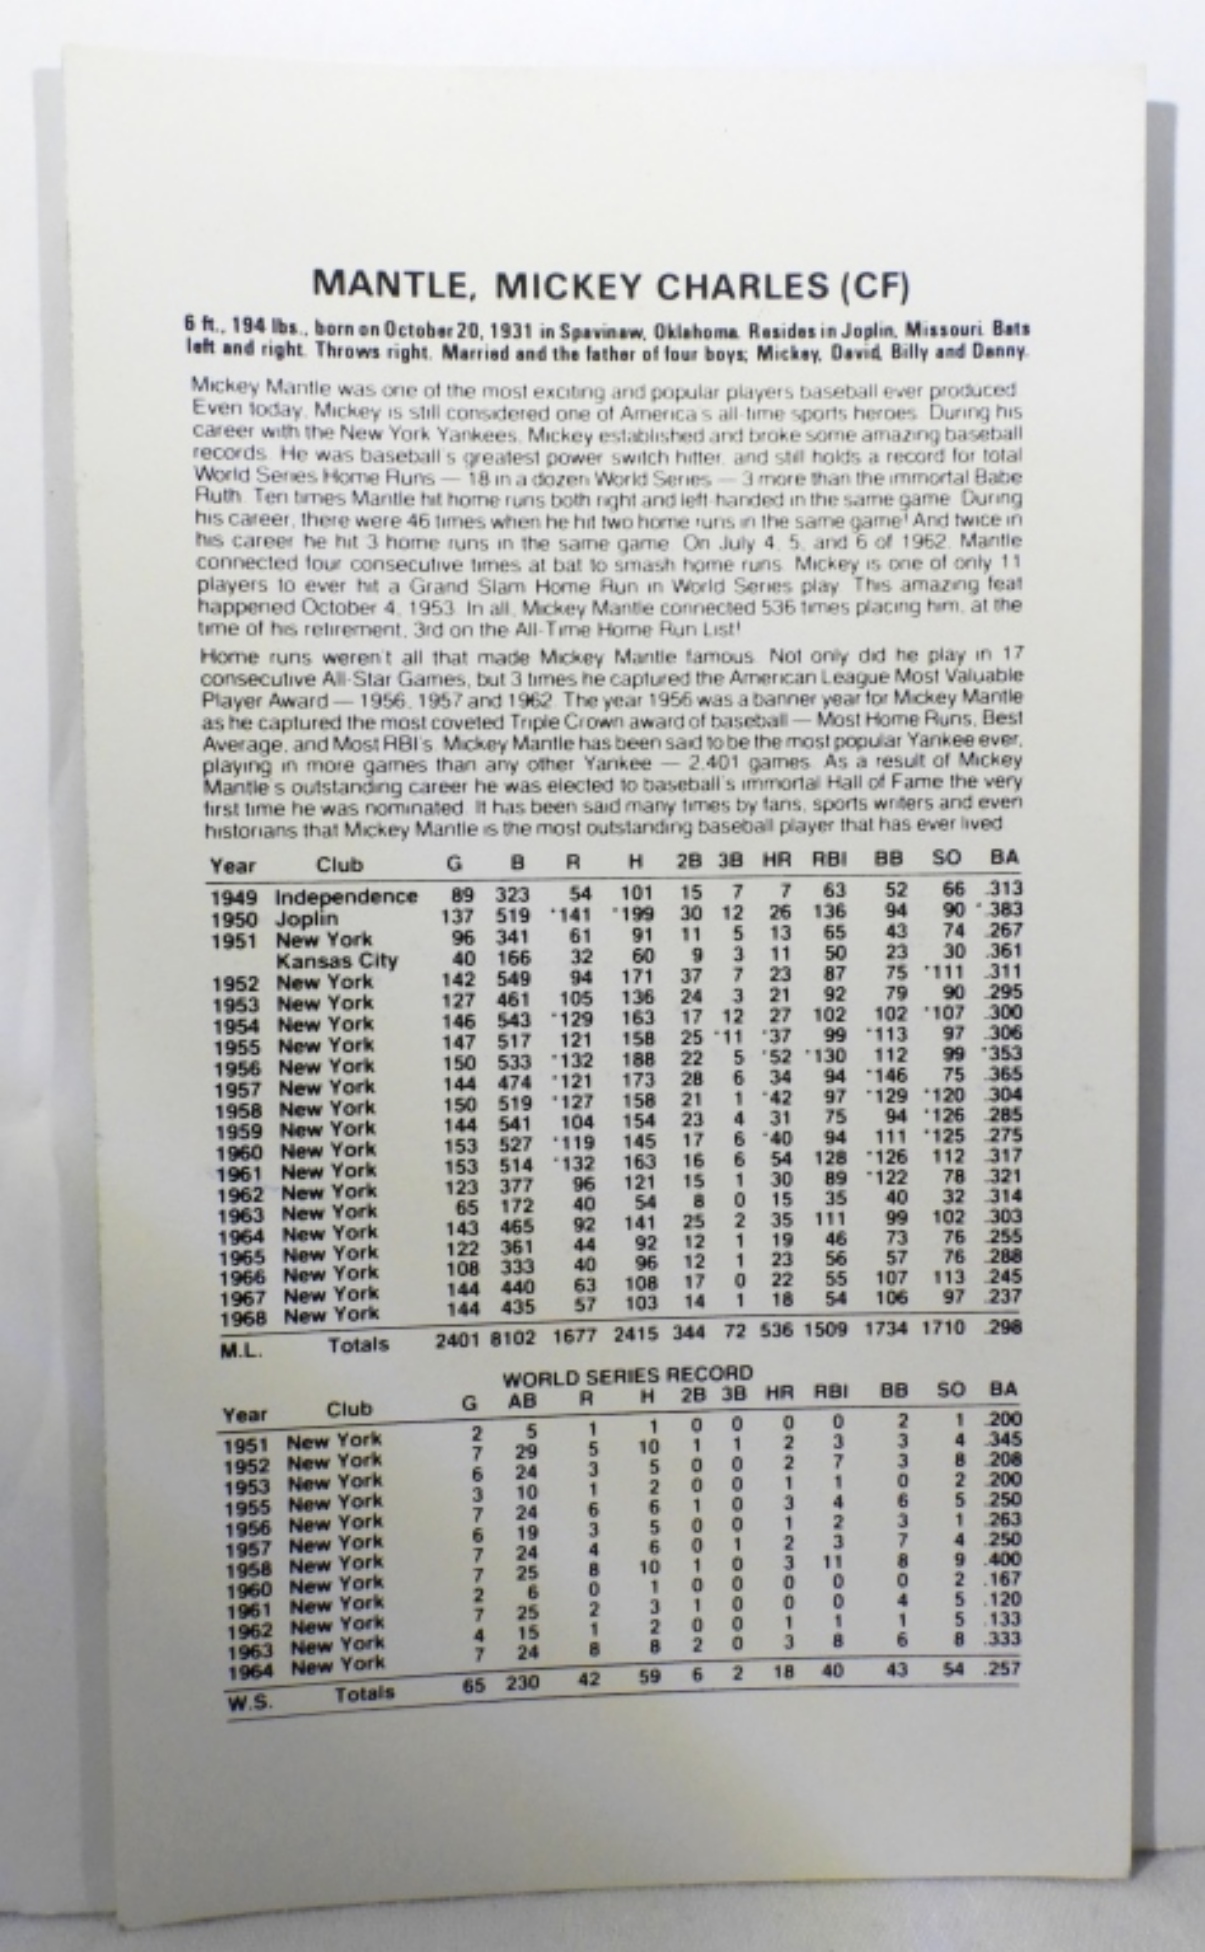 MANTLE, MICKEY CHARLES (CF)
6 ft., 194 lbs., born on October 20, 1931 in Spavinaw, Oklahoma. Resides in Joplin, Missouri. Bats
left and right. Throws right. Married and the father of four boys; Mickey, David, Billy and Danny.
Mickey Mantle was one of the most exciting and popular players baseball ever produced.
Even today, Mickey is still considered one of America's all-time sports heroes. During his
career with the New York Yankees, Mickey established and broke some amazing baseball
records. He was baseball's greatest power switch hitter, and still holds a record for total
World Series Home Runs — 18 in a dozen World Series — 3 more than the immortal Babe
Ruth. Ten times Mantle hit home runs both right and left-handed in the same game. During
his career, there were 46 times when he hit two home runs in the same game! And twice in
his career he hit 3 home runs in the same game. On July 4, 5, and 6 of 1962, Mantle
connected four consecutive times at bat to smash home runs. Mickey is one of only 11
players to ever hit a Grand Slam Home Run in World Series play. This amazing feat
happened October 4, 1953. In all, Mickey Mantle connected 536 times placing him, at the
time of his retirement, 3rd on the All-Time Home Run List!
Home runs weren't all that made Mickey Mantle famous. Not only did he play in 17
consecutive All-Star Games, but 3 times he captured the American League Most Valuable
Player Award — 1956, 1957 and 1962. The year 1956 was a banner year for Mickey Mantle
as he captured the most coveted Triple Crown award of baseball — Most Home Runs, Best
Average, and Most RBI's. Mickey Mantle has been said to be the most popular Yankee ever,
playing in more games than any other Yankee — 2,401 games. As a result of Mickey
Mantle's outstanding career he was elected to baseball's immortal Hall of Fame the very
first time he was nominated. It has been said many times by fans, sports writers and even
historians that Mickey Mantle is the most outstanding baseball player that has ever lived.
Year Club G B R H 2B 3B HR RBI BB SO BA
1949 Independence 89 323 54 101 15 7 7 63 52 66 .313
1950 Joplin 137 519 *141 *199 30 12 26 136 94 90 *.383
1951 New York 96 341 61 91 11 5 13 65 43 74 .267
Kansas City 40 166 32 60 9 3 11 50 23 30 .361
1952 New York 142 549 94 171 37 7 23 87 75 *111 .311
1953 New York 127 461 105 136 24 3 21 92 79 90 .295
1954 New York 146 543 *129 163 17 12 27 102 102 *107 .300
1955 New York 147 517 121 158 25 *11 *37 99 *113 97 .306
1956 New York 150 533 *132 188 22 5 *52 *130 112 99 *.353
1957 New York 144 474 *121 173 28 6 34 94 *146 75 .365
1958 New York 150 519 *127 158 21 1 *42 97 *129 *120 .304
1959 New York 144 541 104 154 23 4 31 75 94 *126 .285
1960 New York 153 527 *119 145 17 6 *40 94 111 *125 .275
1961 New York 153 514 *132 163 16 6 54 128 *126 112 .317
1962 New York 123 377 96 121 15 1 30 89 *122 78 .321
1963 New York 65 172 40 54 8 0 15 35 40 32 .314
1964 New York 143 465 92 141 25 2 35 111 99 102 .303
1965 New York 122 361 44 92 12 1 19 46 73 76 .255
1966 New York 108 333 40 96 12 1 23 56 57 76 .288
1967 New York 144 440 63 108 17 0 22 55 107 113 .245
1968 New York 144 435 57 103 14 1 18 54 106 97 .237
M.L. Totals 2401 8102 1677 2415 344 72 536 1509 1734 1710 .298
WORLD SERIES RECORD
Year Club G AB R H 2B 3B HR RBI BB SO BA
1951 New York 2 5 1 1 0 0 0 0 2 1 .200
1952 New York 7 29 5 10 1 1 2 3 3 4 .345
1953 New York 6 24 3 5 0 0 2 7 3 8 .208
1955 New York 3 10 1 2 0 0 1 1 0 2 .200
1956 New York 7 24 6 6 1 0 3 4 6 5 .250
1957 New York 6 19 3 5 0 0 1 2 3 1 .263
1958 New York 7 24 4 6 0 1 2 3 7 4 .250
1960 New York 7 25 8 10 1 0 3 11 8 9 .400
1961 New York 2 6 0 1 0 0 0 0 0 2 .167
1962 New York 7 25 2 3 1 0 0 0 4 5 .120
1963 New York 4 15 1 2 0 0 1 1 1 5 .133
1964 New York 7 24 8 8 2 0 3 8 6 8 .333
W.S. Totals 65 230 42 59 6 2 18 40 43 54 .257